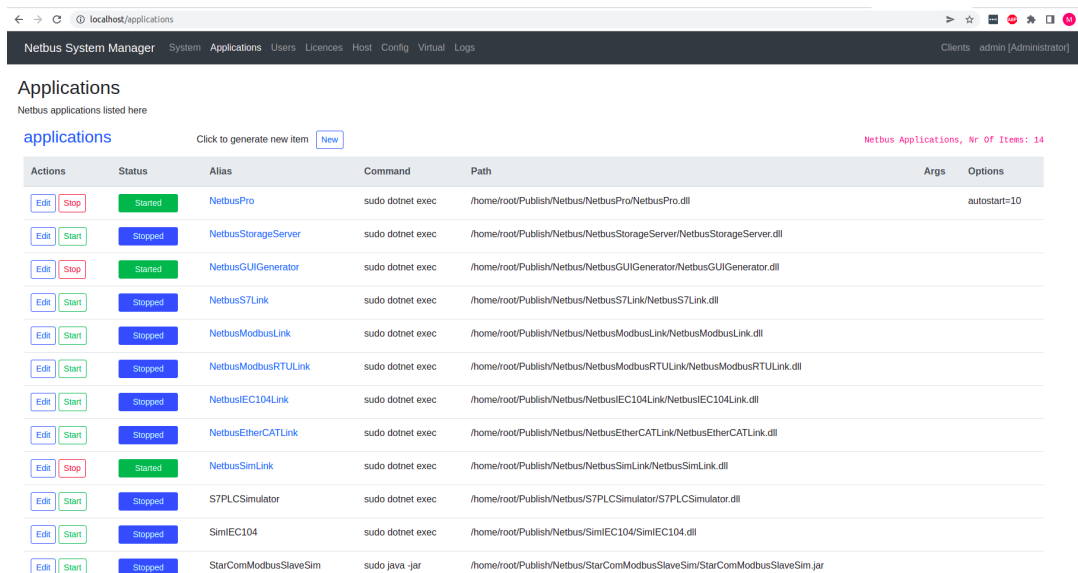 localhost/applications
M
Netbus System Manager System Applications Users Licences Host Config Virtual Logs Clients admin [Administrator]
Applications
Netbus applications listed here
applications Click to generate new item New Netbus Applications, Nr Of Items: 14
Actions Status Alias Command Path Args Options
Edit Stop Started NetbusPro sudo dotnet exec /home/root/Publish/Netbus/NetbusPro/NetbusPro.dll autostart=10
Edit Start Stopped NetbusStorageServer sudo dotnet exec /home/root/Publish/Netbus/NetbusStorageServer/NetbusStorageServer.dll
Edit Stop Started NetbusGUIGenerator sudo dotnet exec /home/root/Publish/Netbus/NetbusGUIGenerator/NetbusGUIGenerator.dll
Edit Start Stopped NetbusS7Link sudo dotnet exec /home/root/Publish/Netbus/NetbusS7Link/NetbusS7Link.dll
Edit Start Stopped NetbusModbusLink sudo dotnet exec /home/root/Publish/Netbus/NetbusModbusLink/NetbusModbusLink.dll
Edit Start Stopped NetbusModbusRTULink sudo dotnet exec /home/root/Publish/Netbus/NetbusModbusRTULink/NetbusModbusRTULink.dll
Edit Start Stopped NetbusIEC104Link sudo dotnet exec /home/root/Publish/Netbus/NetbusIEC104Link/NetbusIEC104Link.dll
Edit Start Stopped NetbusEtherCATLink sudo dotnet exec /home/root/Publish/Netbus/NetbusEtherCATLink/NetbusEtherCATLink.dll
Edit Stop Started NetbusSimLink sudo dotnet exec /home/root/Publish/Netbus/NetbusSimLink/NetbusSimLink.dll
Edit Start Stopped S7PLCSimulator sudo dotnet exec /home/root/Publish/Netbus/S7PLCSimulator/S7PLCSimulator.dll
Edit Start Stopped SimIEC104 sudo dotnet exec /home/root/Publish/Netbus/SimIEC104/SimIEC104.dll
Edit Start Stopped StarComModbusSlaveSim sudo java -jar /home/root/Publish/Netbus/StarComModbusSlaveSim/StarComModbusSlaveSim.jar